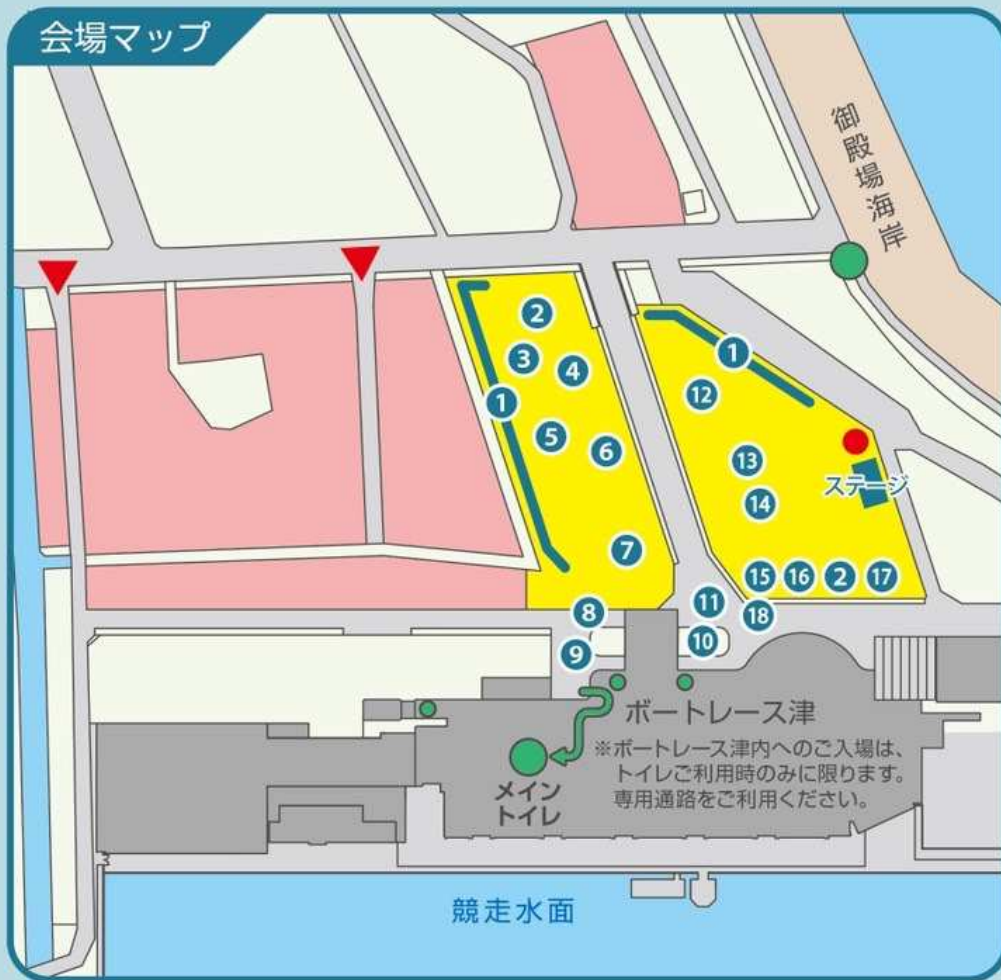 会場マップ
御殿場海岸
2
3
4
1
5
6
7
1
12
13
14
ステージ
15
16
2
17
8
11
18
9
10
ボートレース津
※ボートレース津内へのご入場は、
トイレご利用時のみに限ります。
専用通路をご利用ください。
メイン
トイレ
競走水面